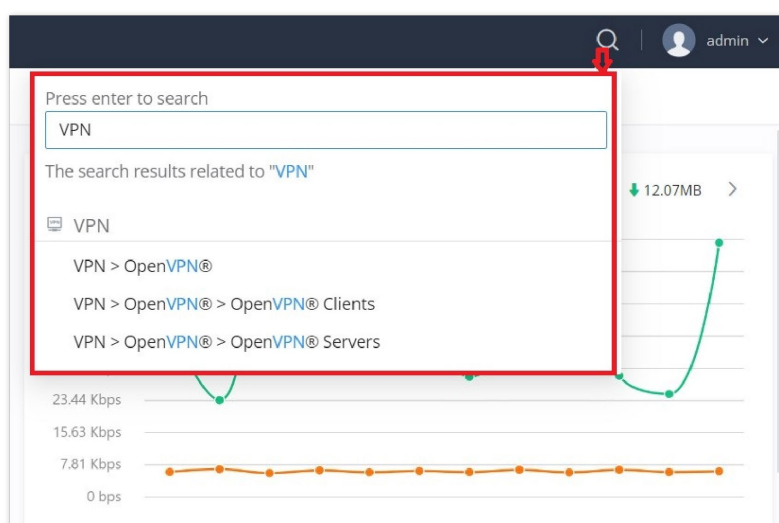 admin
Press enter to search
VPN
The search results related to "VPN"
12.07MB
VPN
VPN > OpenVPN®
VPN > OpenVPN® > OpenVPN® Clients
VPN > OpenVPN® > OpenVPN® Servers
23.44 Kbps
15.63 Kbps
7.81 Kbps
0 bps